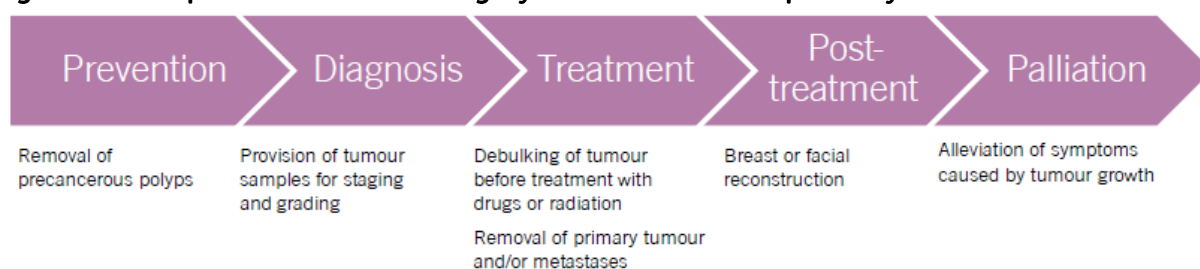 Prevention
Diagnosis
Treatment
Post-
treatment
Palliation
Removal of
precancerous polyps
Provision of tumour
samples for staging
and grading
Debulking of tumour
before treatment with
drugs or radiation
Removal of primary tumour
and/or metastases
Breast or facial
reconstruction
Alleviation of symptoms
caused by tumour growth